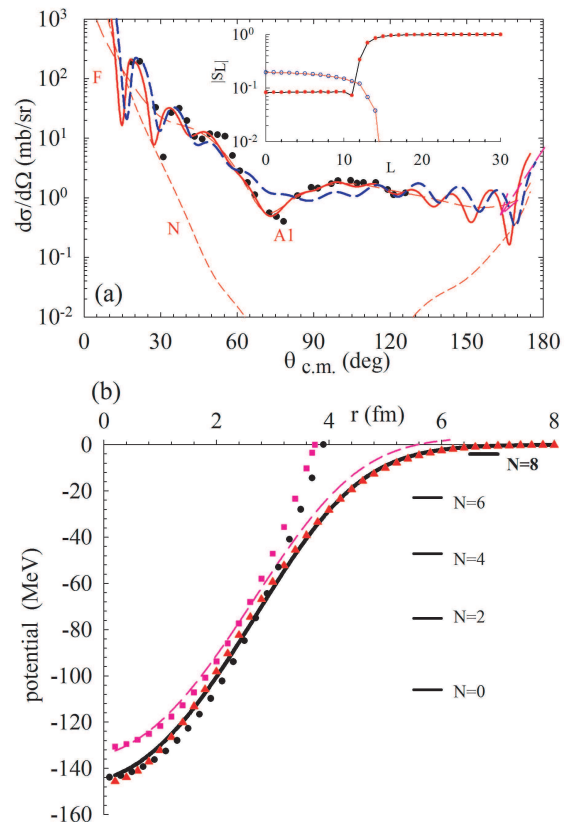 (a)
10³
10²
10¹
10⁰
10⁻¹
10⁻²
dσ/dΩ (mb/sr)
F
N
A1
|S_L|
10⁰
10⁻¹
10⁻²
0 10 L 20 30
0 30 60 90 120 150 180
θ c.m. (deg)
(b)
r (fm)
0 2 4 6 8
0
-20
-40
-60
-80
-100
-120
-140
-160
potential (MeV)
N=8
N=6
N=4
N=2
N=0